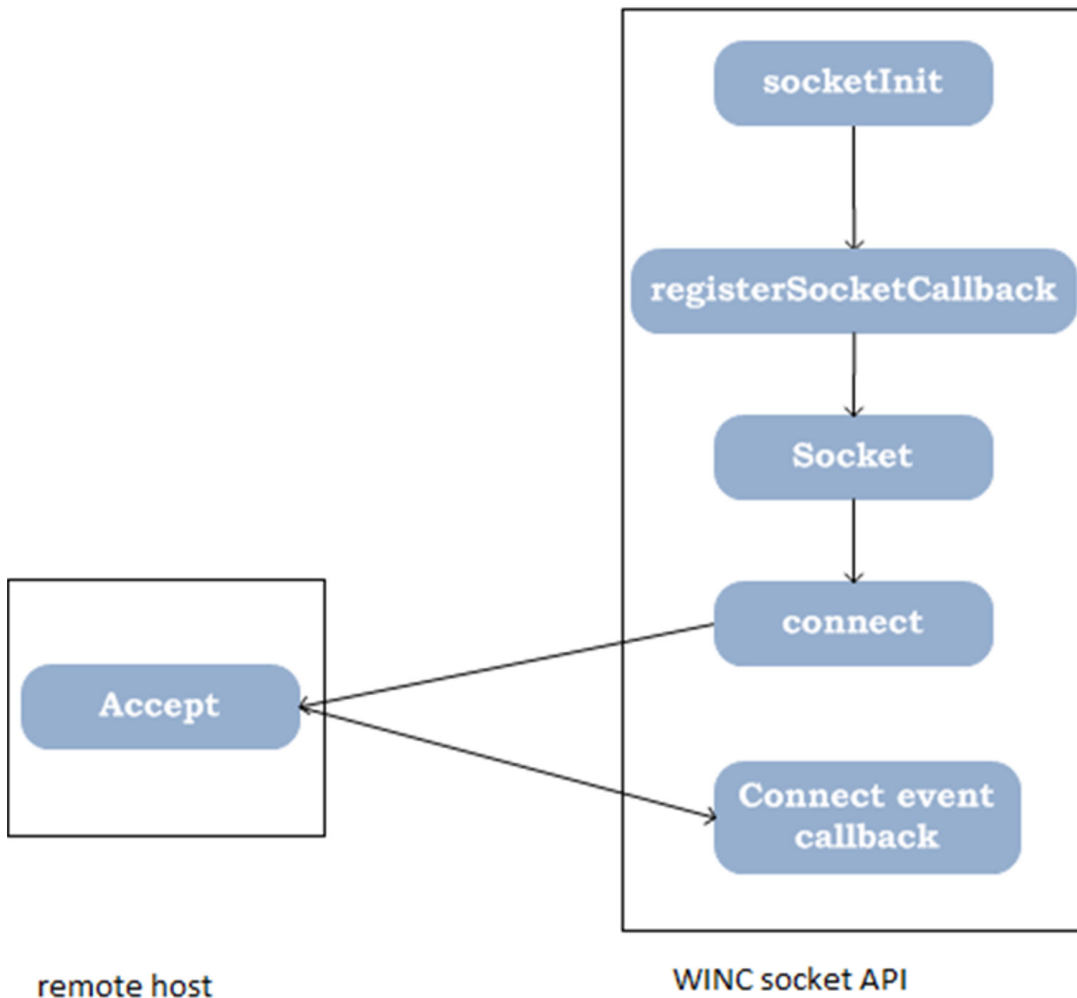 socketInit
registerSocketCallback
Socket
connect
Accept
Connect event
callback
remote host
WINC socket API